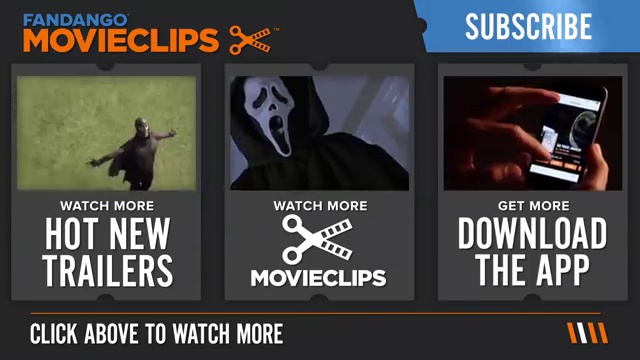 FANDANGO
MOVIECLIPS™
SUBSCRIBE
WATCH MORE
HOT NEW
TRAILERS
WATCH MORE
MOVIECLIPS
GET MORE
DOWNLOAD
THE APP
CLICK ABOVE TO WATCH MORE